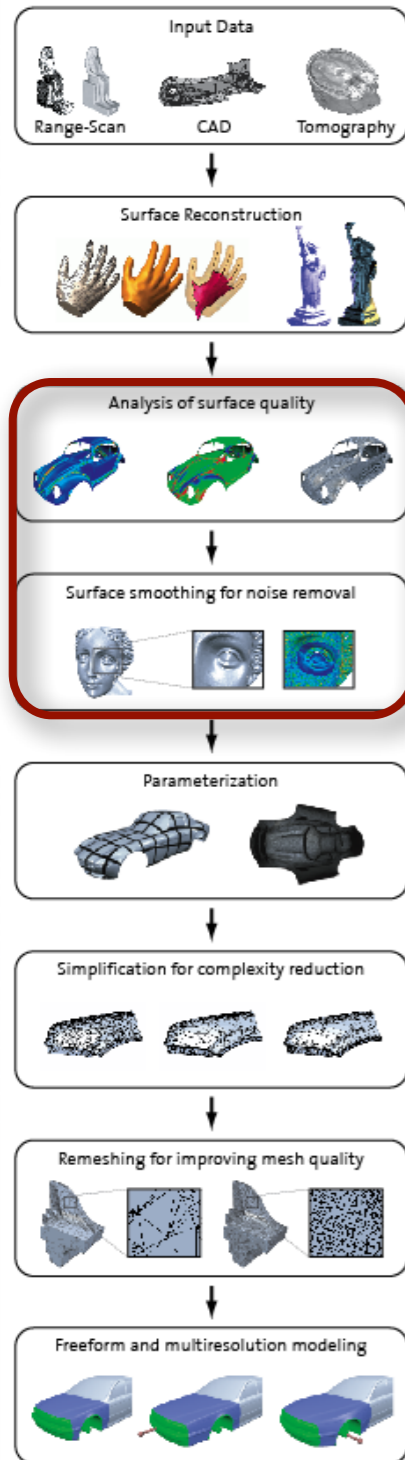 Input Data
Range-Scan CAD Tomography
Surface Reconstruction
Analysis of surface quality
Surface smoothing for noise removal
Parameterization
Simplification for complexity reduction
Remeshing for improving mesh quality
Freeform and multiresolution modeling